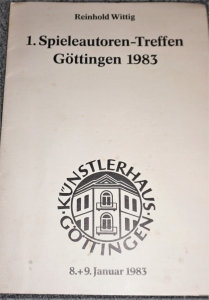 Reinhold Wittig
1. Spieleautoren-Treffen
Göttingen 1983
·KÜNSTLERHAUS·
GÖTTINGEN
8.+9. Januar 1983